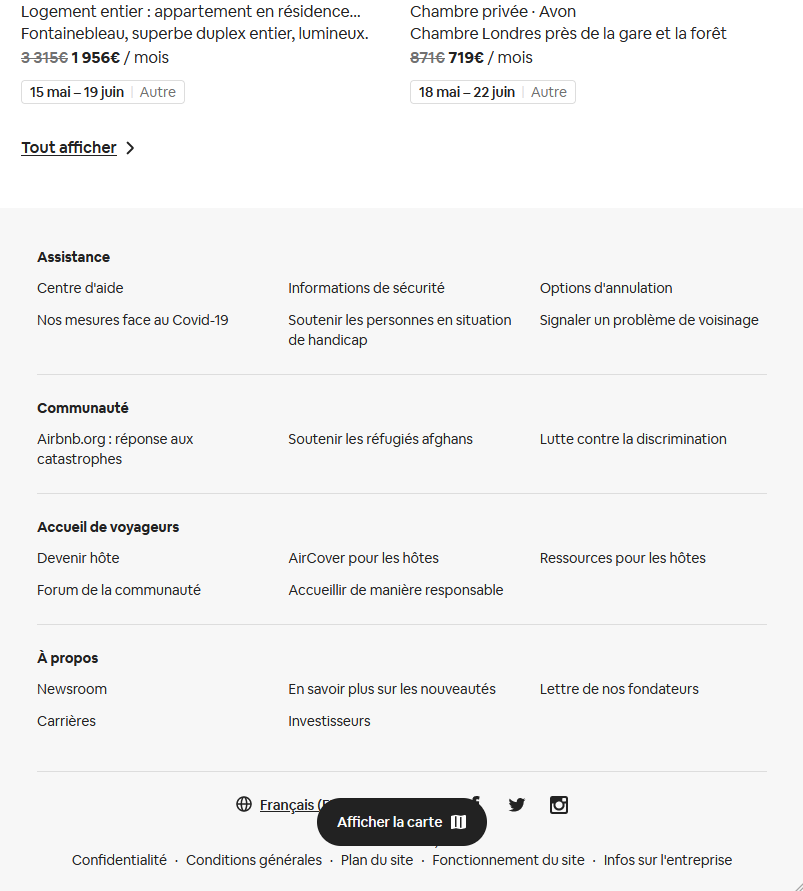 Logement entier : appartement en résidence...
Fontainebleau, superbe duplex entier, lumineux.
3 315€ 1 956€ / mois
15 mai – 19 juin | Autre
Chambre privée · Avon
Chambre Londres près de la gare et la forêt
871€ 719€ / mois
18 mai – 22 juin | Autre
Tout afficher
Assistance
Centre d'aide
Informations de sécurité
Options d'annulation
Nos mesures face au Covid-19
Soutenir les personnes en situation
de handicap
Signaler un problème de voisinage
Communauté
Airbnb.org : réponse aux
catastrophes
Soutenir les réfugiés afghans
Lutte contre la discrimination
Accueil de voyageurs
Devenir hôte
AirCover pour les hôtes
Ressources pour les hôtes
Forum de la communauté
Accueillir de manière responsable
À propos
Newsroom
En savoir plus sur les nouveautés
Lettre de nos fondateurs
Carrières
Investisseurs
Français
Afficher la carte
Confidentialité · Conditions générales · Plan du site · Fonctionnement du site · Infos sur l'entreprise